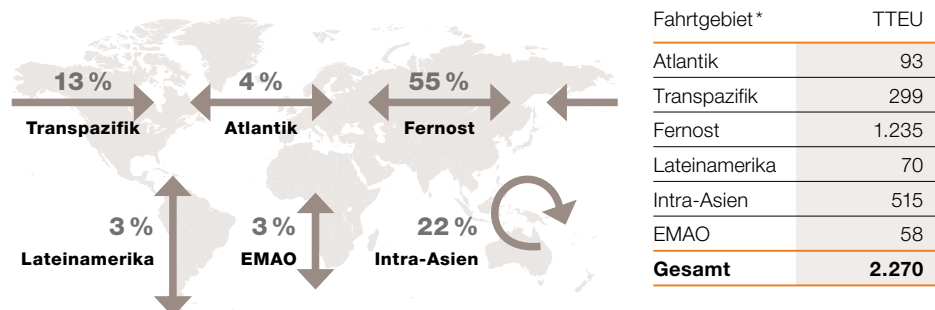 13 %
4 %
55 %
Transpazifik
Atlantik
Fernost
3 %
3 %
22 %
Lateinamerika
EMAO
Intra-Asien
Fahrtgebiet* TTEU
Atlantik 93
Transpazifik 299
Fernost 1.235
Lateinamerika 70
Intra-Asien 515
EMAO 58
Gesamt 2.270